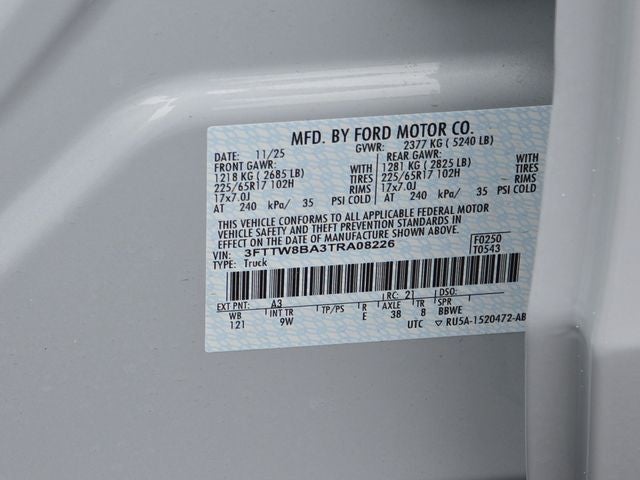 MFD. BY FORD MOTOR CO.
DATE: 11/25 GVWR: 2377 KG ( 5240 LB)
FRONT GAWR: REAR GAWR:
1218 KG ( 2685 LB) WITH 1281 KG ( 2825 LB) WITH
225/65R17 102H TIRES 225/65R17 102H TIRES
17x7.0J RIMS 17x7.0J RIMS
AT 240 kPa/ 35 PSI COLD AT 240 kPa/ 35 PSI COLD
THIS VEHICLE CONFORMS TO ALL APPLICABLE FEDERAL MOTOR
VEHICLE SAFETY AND THEFT PREVENTION STANDARDS IN
EFFECT ON THE DATE OF MANUFACTURE SHOWN ABOVE.
VIN: 3FTTW8BA3TRA08226 F0250
TYPE: Truck T0543
EXT PNT: A3 RC: 21 DSO:
WB INT TR TP/PS R AXLE TR SPR
121 9W E 38 8 BBWE
UTC RU5A-1520472-AB